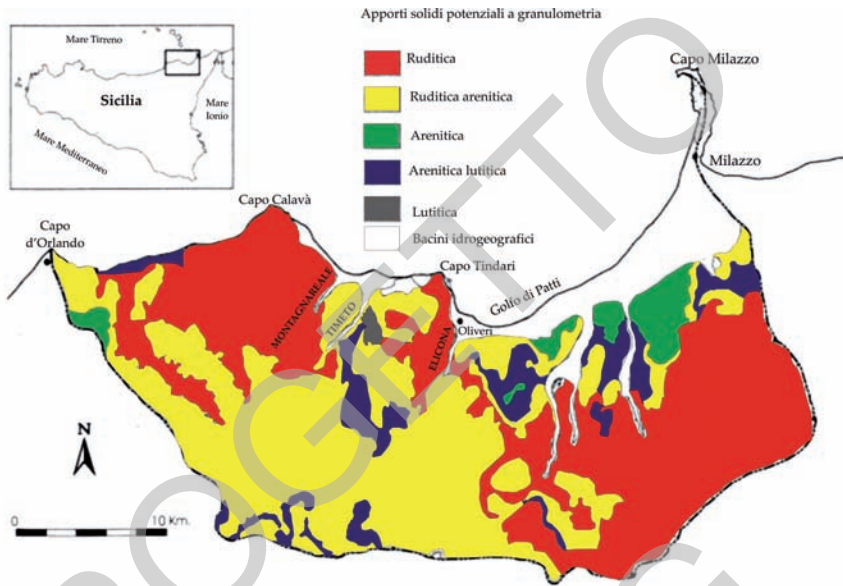 Apporti solidi potenziali a granulometria
Mare Tirreno
Sicilia
Mare
Ionio
Mare Mediterraneo
Ruditica
Ruditica arenitica
Arenitica
Arenitica lutitica
Lutitica
Bacini idrogeografici
Capo Milazzo
Milazzo
Capo Calavà
Capo
d'Orlando
Capo Tindari
Golfo di Patti
Oliveri
MONTAGNAREALE
TIMETO
ELICONA
N
0
10 Km.
PROGETTO